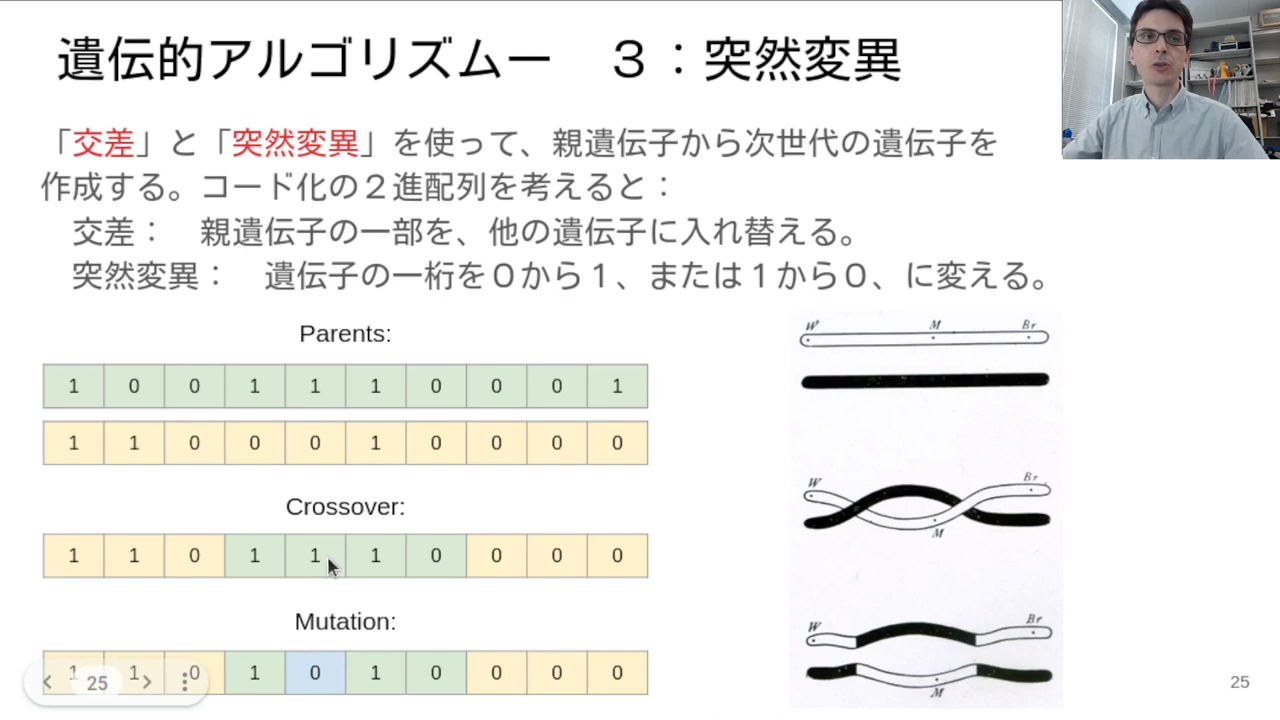 遺伝的アルゴリズムー　３：突然変異
「交差」と「突然変異」を使って、親遺伝子から次世代の遺伝子を
作成する。コード化の２進配列を考えると：
交差：　親遺伝子の一部を、他の遺伝子に入れ替える。
突然変異：　遺伝子の一桁を０から１、または１から０、に変える。
Parents:
1 0 0 1 1 1 0 0 0 1
1 1 0 0 0 1 0 0 0 0
Crossover:
1 1 0 1 1 1 0 0 0 0
Mutation:
1 1 0 1 0 1 0 0 0 0
25
W M Br
W Br
M
W Br
M
25